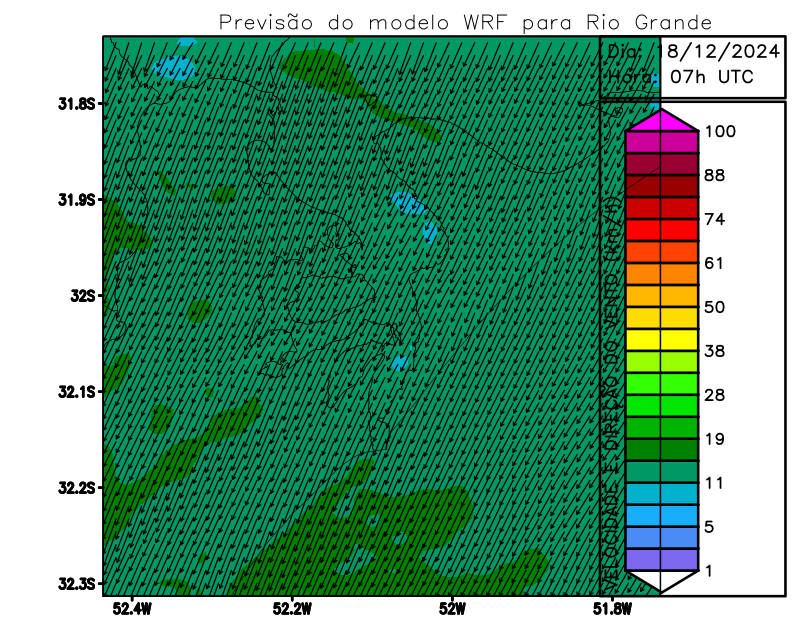 Previsão do modelo WRF para Rio Grande
Dia: 18/12/2024
Hora: 07h UTC
31.8S
31.9S
32S
32.1S
32.2S
32.3S
52.4W
52.2W
52W
51.8W
VELOCIDADE E DIREÇÃO DO VENTO (km/h)
100
88
74
61
50
38
28
19
11
5
1